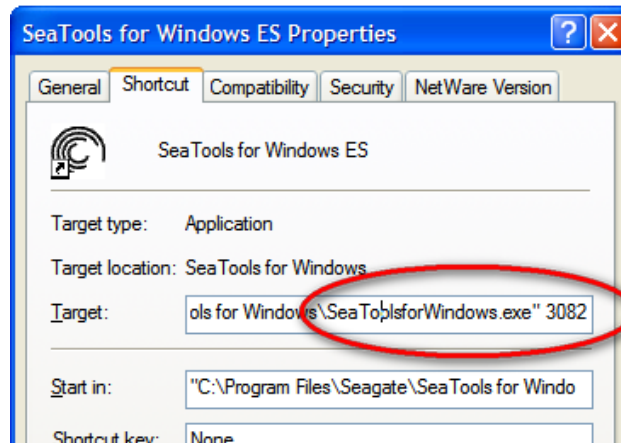 SeaTools for Windows ES Properties
General Shortcut Compatibility Security NetWare Version
SeaTools for Windows ES
Target type: Application
Target location: SeaTools for Windows
Target: ols for Windows\SeaToolsforWindows.exe" 3082
Start in: "C:\Program Files\Seagate\SeaTools for Windo
Shortcut key: None